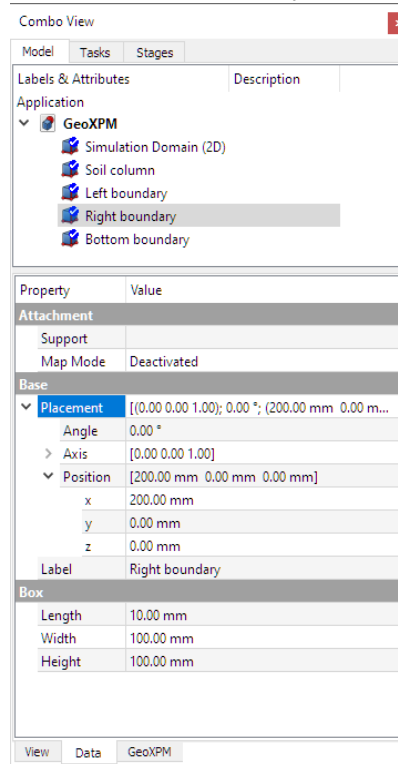 Combo View
Model Tasks Stages
Labels & Attributes Description
Application
GeoXPM
Simulation Domain (2D)
Soil column
Left boundary
Right boundary
Bottom boundary
Property Value
Attachment
Support
Map Mode Deactivated
Base
Placement [(0.00 0.00 1.00); 0.00 °; (200.00 mm 0.00 m...
Angle 0.00 °
Axis [0.00 0.00 1.00]
Position [200.00 mm 0.00 mm 0.00 mm]
x 200.00 mm
y 0.00 mm
z 0.00 mm
Label Right boundary
Box
Length 10.00 mm
Width 100.00 mm
Height 100.00 mm
View Data GeoXPM